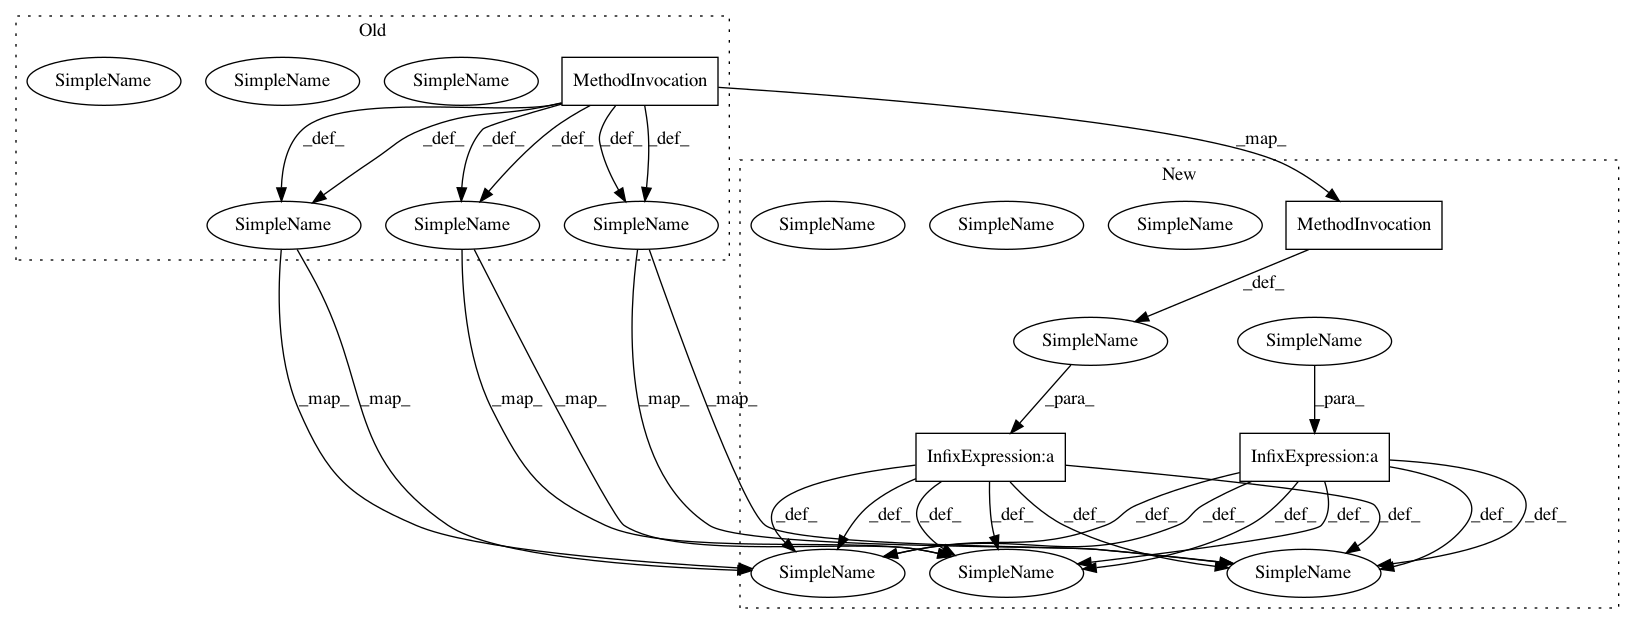 Old
SimpleName SimpleName SimpleName MethodInvocation
_def_ _def_ _def_ _def_ _def_ _def_ _map_
New
SimpleName SimpleName SimpleName
SimpleName SimpleName SimpleName MethodInvocation
_def_
SimpleName SimpleName
_map_ _map_ _map_ _map_ _map_ _map_ _para_ _para_
InfixExpression:a InfixExpression:a
_def_ _def_ _def_ _def_ _def_ _def_ _def_ _def_ _def_ _def_ _def_ _def_
SimpleName SimpleName SimpleName